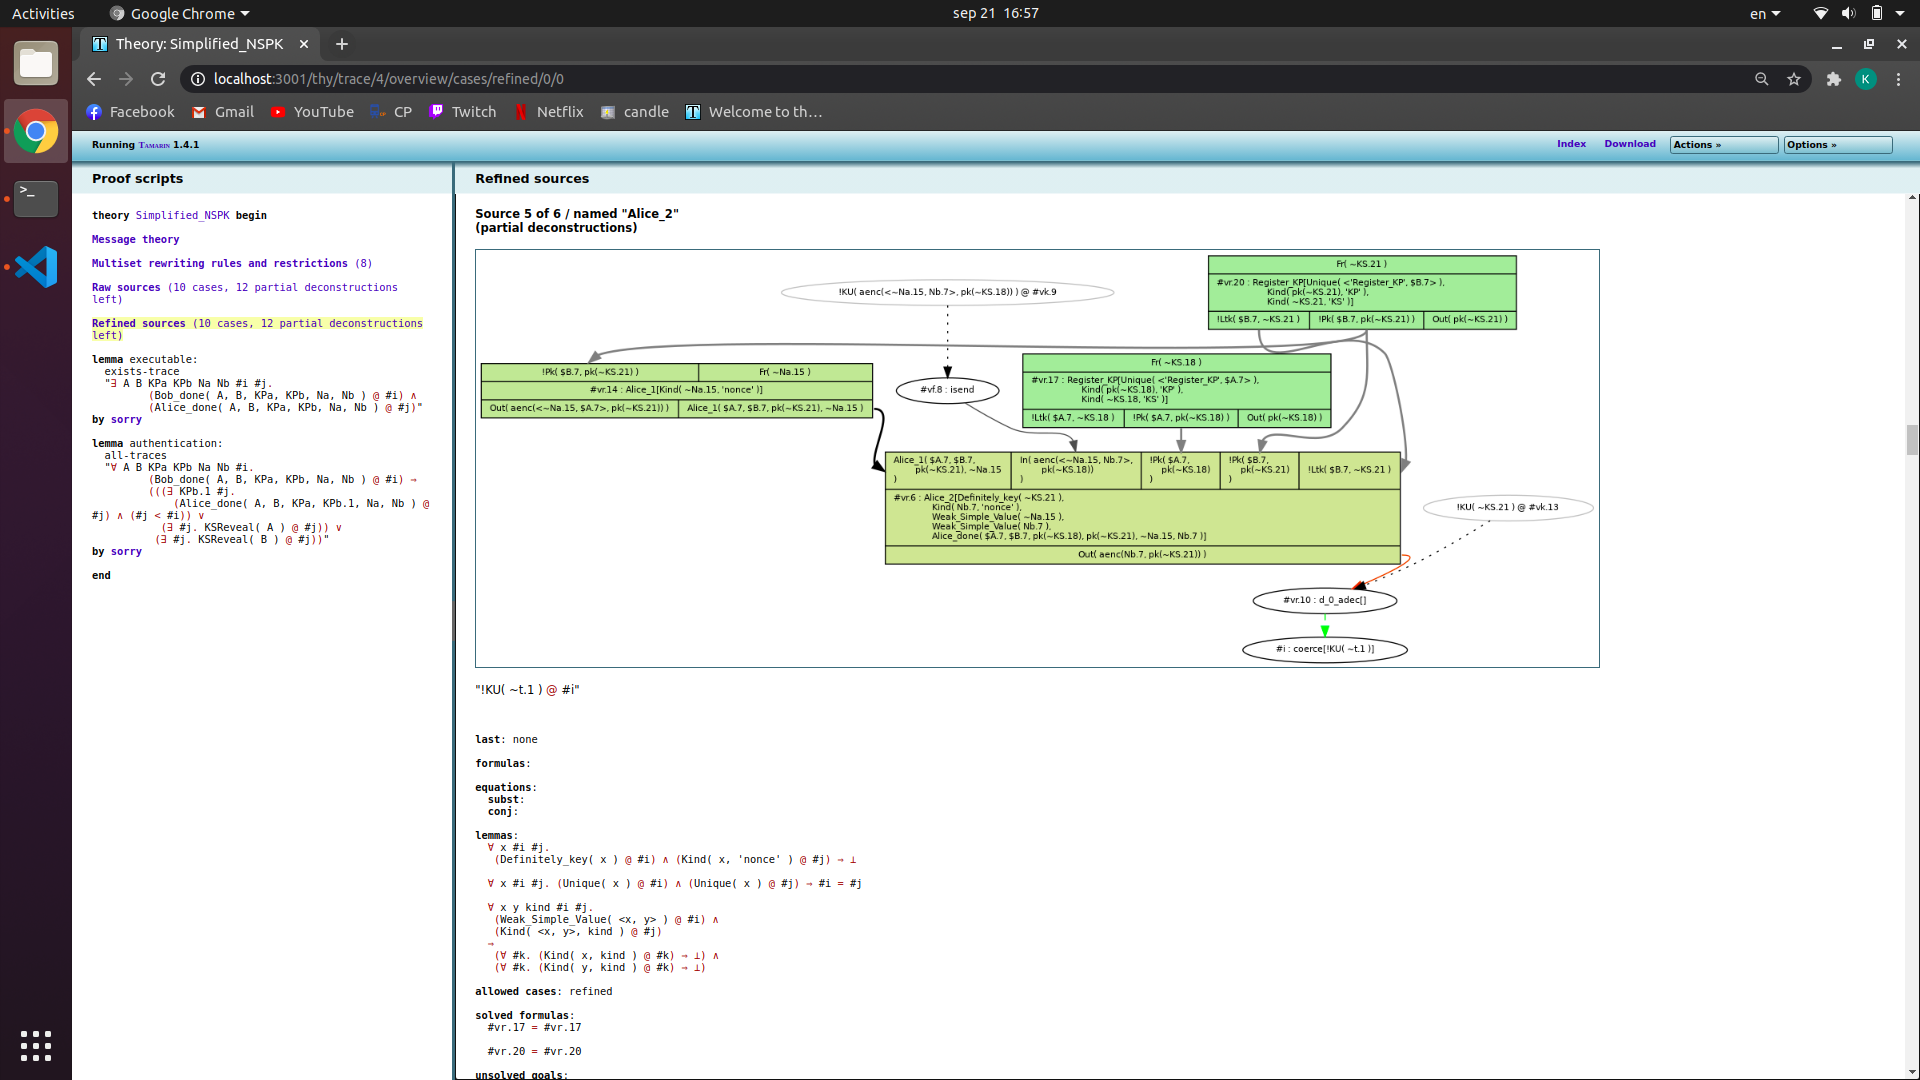 Activities
Google Chrome
sep 21 16:57
en
Theory: Simplified_NSPK
localhost:3001/thy/trace/4/overview/cases/refined/0/0
K
Facebook
Gmail
YouTube
CP
Twitch
Netflix
candle
Welcome to th…
Running TAMARIN 1.4.1
Index
Download
Actions »
Options »
Proof scripts
theory Simplified_NSPK begin
Message theory
Multiset rewriting rules and restrictions (8)
Raw sources (10 cases, 12 partial deconstructions
left)
Refined sources (10 cases, 12 partial deconstructions
left)
lemma executable:
exists-trace
"∃ A B KPa KPb Na Nb #i #j.
(Bob_done( A, B, KPa, KPb, Na, Nb ) @ #i) ∧
(Alice_done( A, B, KPa, KPb, Na, Nb ) @ #j)"
by sorry
lemma authentication:
all-traces
"∀ A B KPa KPb Na Nb #i.
(Bob_done( A, B, KPa, KPb, Na, Nb ) @ #i) ⇒
(((∃ KPb.1 #j.
(Alice_done( A, B, KPa, KPb.1, Na, Nb ) @
#j) ∧ (#j < #i)) ∨
(∃ #j. KSReveal( A ) @ #j)) ∨
(∃ #j. KSReveal( B ) @ #j))"
by sorry
end
Refined sources
Source 5 of 6 / named "Alice_2"
(partial deconstructions)
!KU( aenc(<~Na.15, Nb.7>, pk(~KS.18)) ) @ #vk.9
Fr( ~KS.21 )
#vr.20 : Register_KP[Unique( <'Register_KP', $B.7> ),
Kind( pk(~KS.21), 'KP' ),
Kind( ~KS.21, 'KS' )]
!Ltk( $B.7, ~KS.21 )
!Pk( $B.7, pk(~KS.21) )
Out( pk(~KS.21) )
!Pk( $B.7, pk(~KS.21) )
Fr( ~Na.15 )
#vr.14 : Alice_1[Kind( ~Na.15, 'nonce' )]
Out( aenc(<~Na.15, $A.7>, pk(~KS.21)) )
Alice_1( $A.7, $B.7, pk(~KS.21), ~Na.15 )
#vf.8 : isend
Fr( ~KS.18 )
#vr.17 : Register_KP[Unique( <'Register_KP', $A.7> ),
Kind( pk(~KS.18), 'KP' ),
Kind( ~KS.18, 'KS' )]
!Ltk( $A.7, ~KS.18 )
!Pk( $A.7, pk(~KS.18) )
Out( pk(~KS.18) )
Alice_1( $A.7, $B.7,
pk(~KS.21), ~Na.15
)
In( aenc(<~Na.15, Nb.7>,
pk(~KS.18))
)
!Pk( $A.7,
pk(~KS.18)
)
!Pk( $B.7,
pk(~KS.21)
)
!Ltk( $B.7, ~KS.21 )
#vr.6 : Alice_2[Definitely_key( ~KS.21 ),
Kind( Nb.7, 'nonce' ),
Weak_Simple_Value( ~Na.15 ),
Weak_Simple_Value( Nb.7 ),
Alice_done( $A.7, $B.7, pk(~KS.18), pk(~KS.21), ~Na.15, Nb.7 )]
Out( aenc(Nb.7, pk(~KS.21)) )
!KU( ~KS.21 ) @ #vk.13
#vr.10 : d_0_adec[]
#i : coerce[!KU( ~t.1 )]
"!KU( ~t.1 ) @ #i"
last: none
formulas:
equations:
subst:
conj:
lemmas:
∀ x #i #j.
(Definitely_key( x ) @ #i) ∧ (Kind( x, 'nonce' ) @ #j) ⇒ ⊥
∀ x #i #j. (Unique( x ) @ #i) ∧ (Unique( x ) @ #j) ⇒ #i = #j
∀ x y kind #i #j.
(Weak_Simple_Value( <x, y> ) @ #i) ∧
(Kind( <x, y>, kind ) @ #j)
⇒
(∀ #k. (Kind( x, kind ) @ #k) ⇒ ⊥) ∧
(∀ #k. (Kind( y, kind ) @ #k) ⇒ ⊥)
allowed cases: refined
solved formulas:
#vr.17 = #vr.17
#vr.20 = #vr.20
unsolved goals: